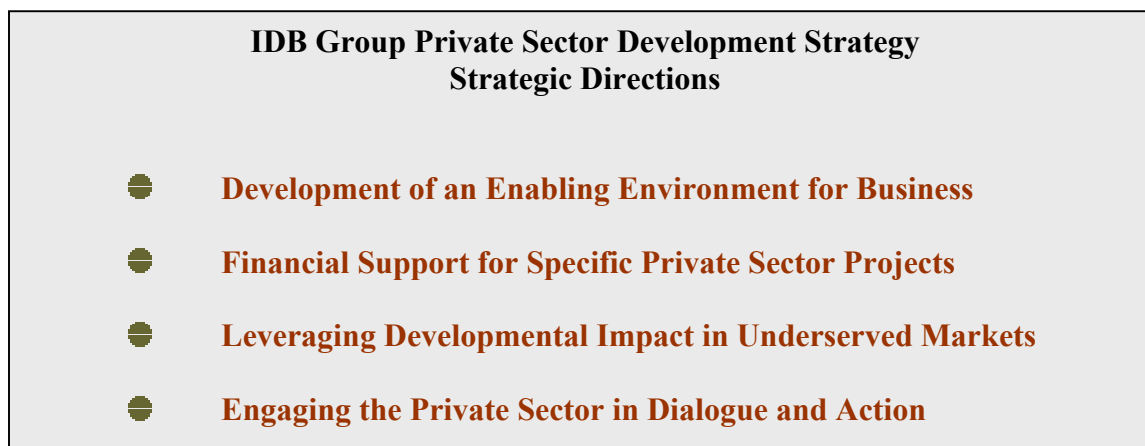 IDB Group Private Sector Development Strategy
Strategic Directions
Development of an Enabling Environment for Business
Financial Support for Specific Private Sector Projects
Leveraging Developmental Impact in Underserved Markets
Engaging the Private Sector in Dialogue and Action